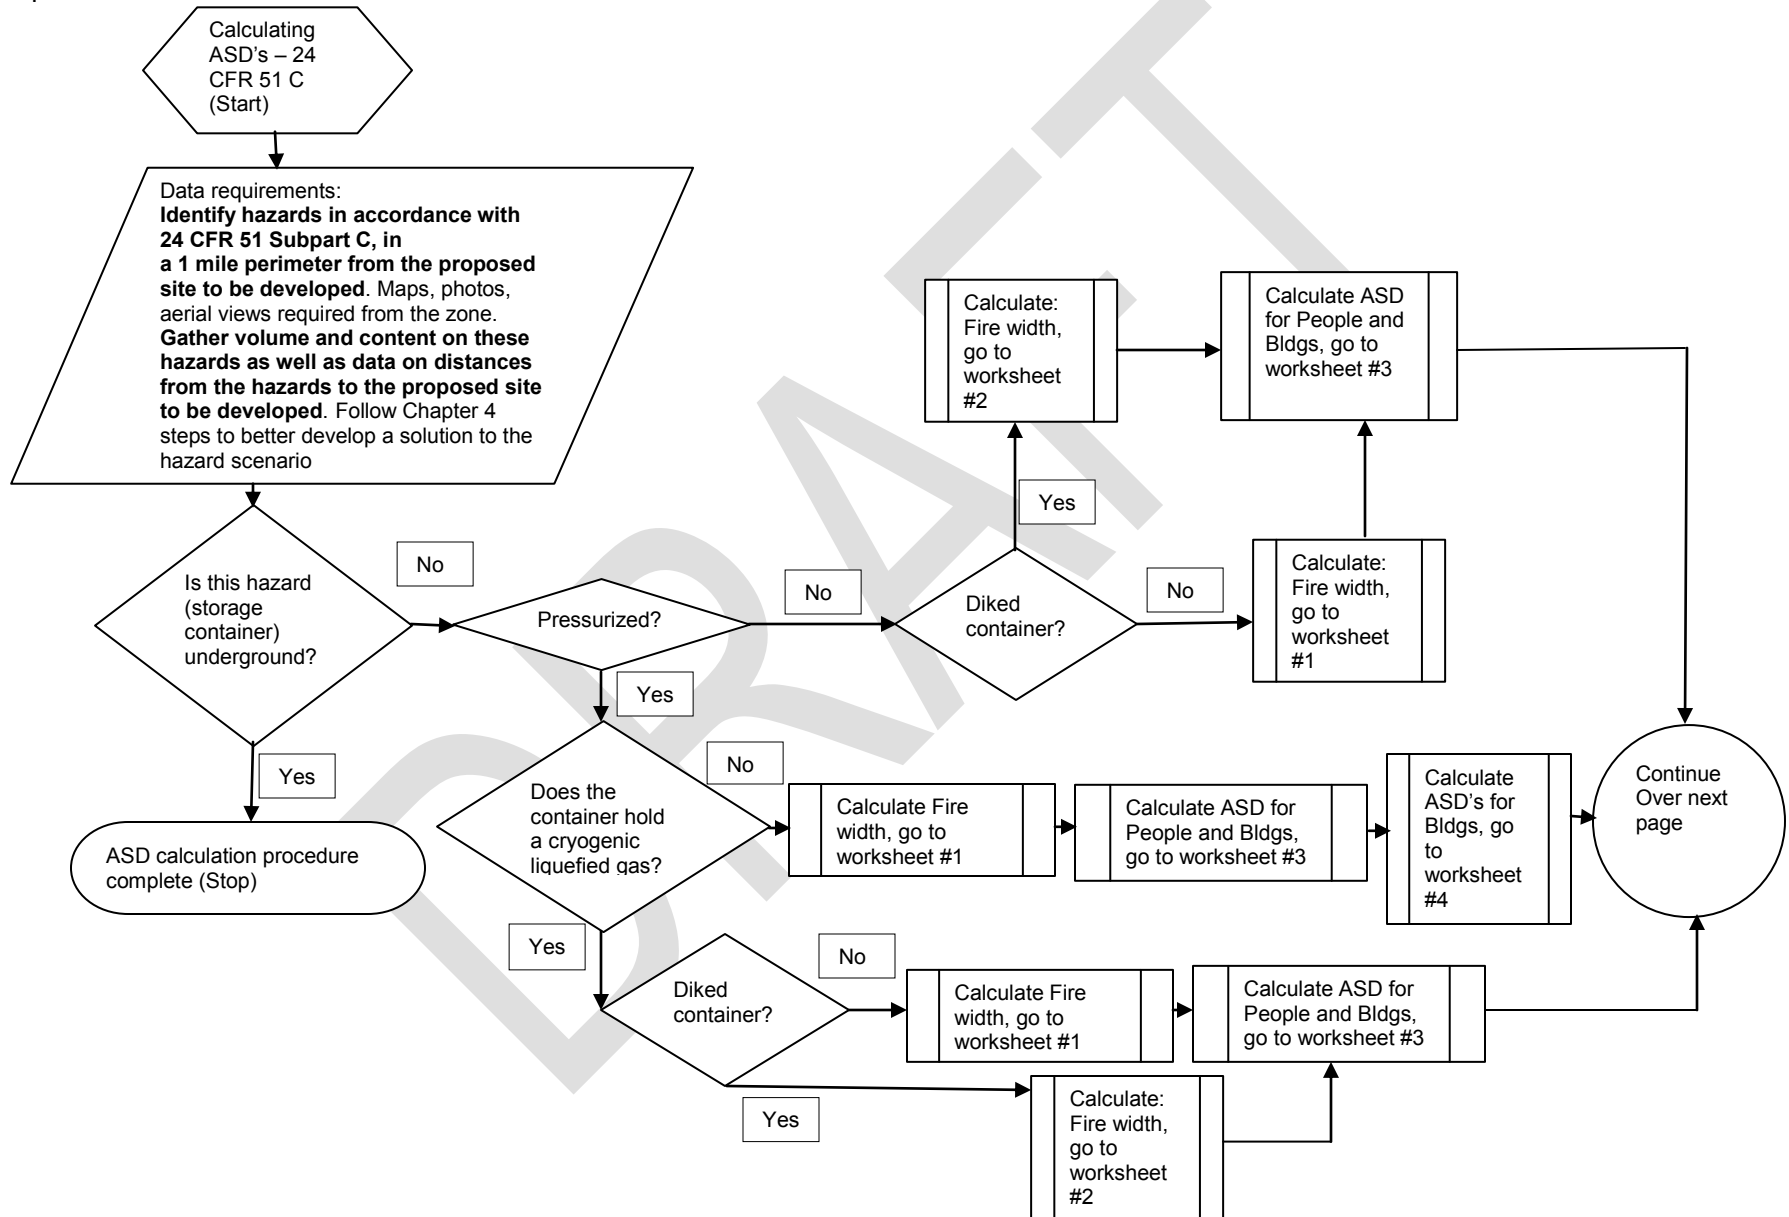 Calculating
ASD's – 24
CFR 51 C
(Start)
Data requirements:
Identify hazards in accordance with
24 CFR 51 Subpart C, in
a 1 mile perimeter from the proposed
site to be developed. Maps, photos,
aerial views required from the zone.
Gather volume and content on these
hazards as well as data on distances
from the hazards to the proposed site
to be developed. Follow Chapter 4
steps to better develop a solution to the
hazard scenario
Is this hazard
(storage
container)
underground?
No
Yes
ASD calculation procedure
complete (Stop)
Pressurized?
No
Yes
Diked
container?
Yes
No
Calculate:
Fire width,
go to
worksheet
#2
Calculate ASD
for People and
Bldgs, go to
worksheet #3
Calculate:
Fire width,
go to
worksheet
#1
Does the
container hold
a cryogenic
liquefied gas?
No
Yes
Calculate Fire
width, go to
worksheet #1
Calculate ASD for
People and Bldgs,
go to worksheet #3
Calculate
ASD's for
Bldgs, go
to
worksheet
#4
Continue
Over next
page
Diked
container?
No
Yes
Calculate Fire
width, go to
worksheet #1
Calculate ASD for
People and Bldgs,
go to worksheet #3
Calculate:
Fire width,
go to
worksheet
#2
DRAFT